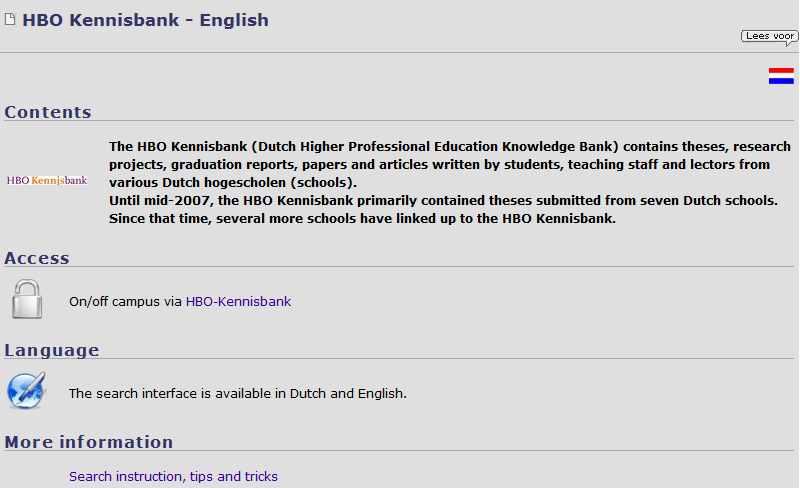 HBO Kennisbank - English
Lees voor
Contents
The HBO Kennisbank (Dutch Higher Professional Education Knowledge Bank) contains theses, research
projects, graduation reports, papers and articles written by students, teaching staff and lectors from
HBO Kennisbank
various Dutch hogescholen (schools).
Until mid-2007, the HBO Kennisbank primarily contained theses submitted from seven Dutch schools.
Since that time, several more schools have linked up to the HBO Kennisbank.
Access
On/off campus via HBO-Kennisbank
Language
The search interface is available in Dutch and English.
More information
Search instruction, tips and tricks